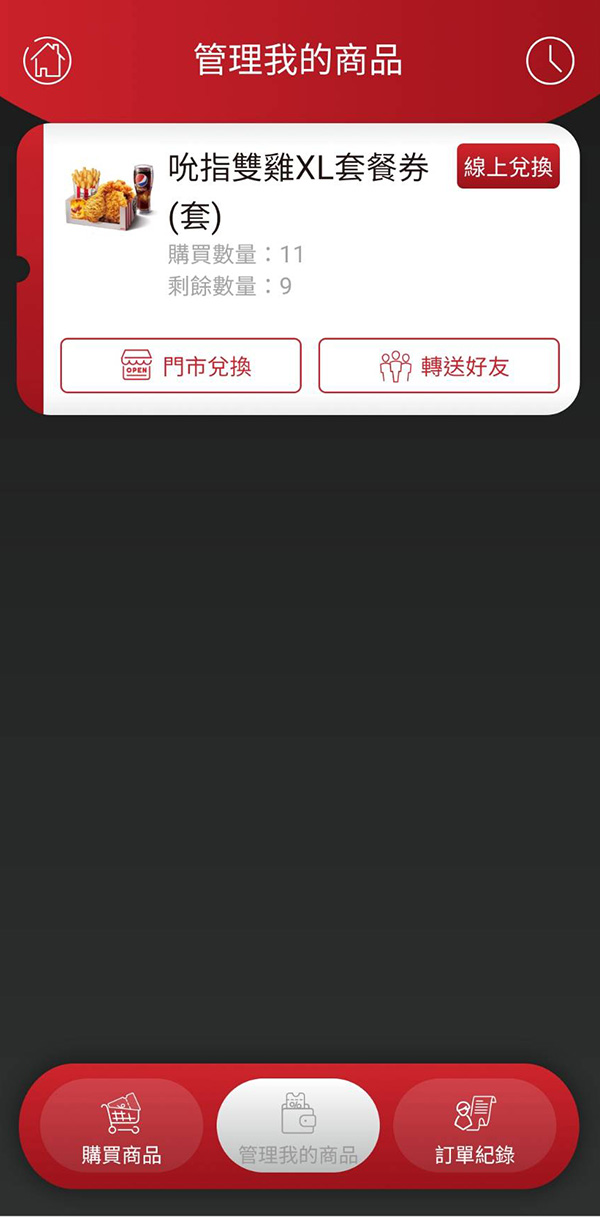 管理我的商品
吮指雙雞XL套餐券
(套)
線上兌換
購買數量：11
剩餘數量：9
OPEN
門市兌換
轉送好友
購買商品
管理我的商品
訂單紀錄